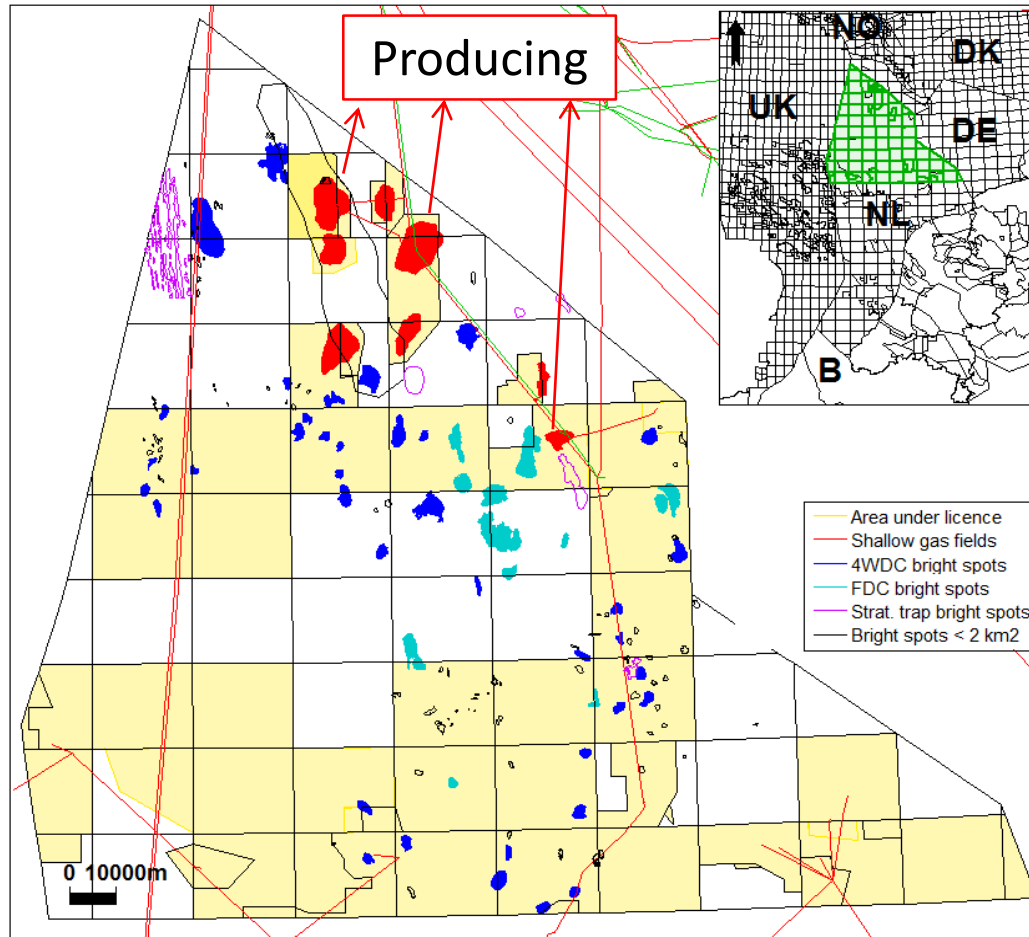 Producing
NO
DK
UK
DE
NL
B
Area under licence
Shallow gas fields
4WDC bright spots
FDC bright spots
Strat. trap bright spots
Bright spots < 2 km2
0 10000m